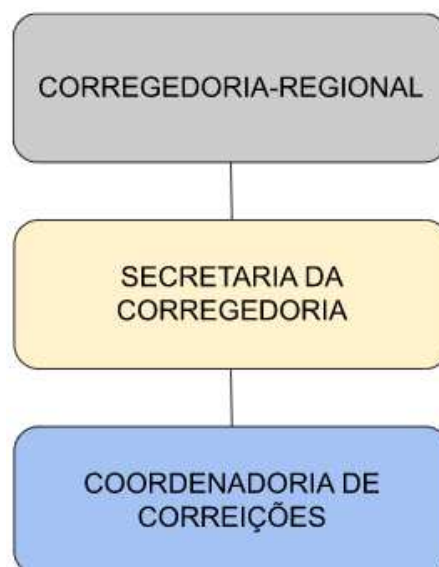 CORREGEDORIA-REGIONAL
SECRETARIA DA
CORREGEDORIA
COORDENADORIA DE
CORREIÇÕES